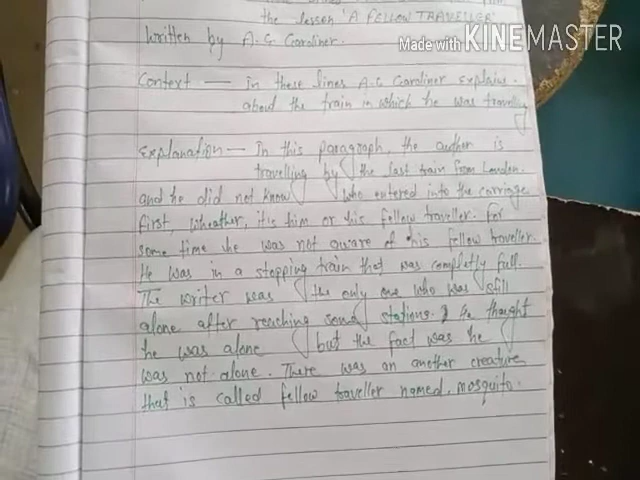 the lesson 'A FELLOW TRAVELLER'
written by A-G Gardiner.
Made with KINEMASTER
Context — In these lines A.G Gardiner explains
about the train in which he was travelling
Explanation — In this paragraph, the author is
travelling by the last train from London.
and he did not know who entered into the carriage
first, wheather, it is him or his fellow traveller. For
some time he was not aware of his fellow traveller.
He was in a stopping train that was completly full.
The writer was the only one who was still
alone after reaching some stations. he thought
he was alone but the fact was he
was not alone. There was an another creature
that is called fellow traveller named, mosquito.